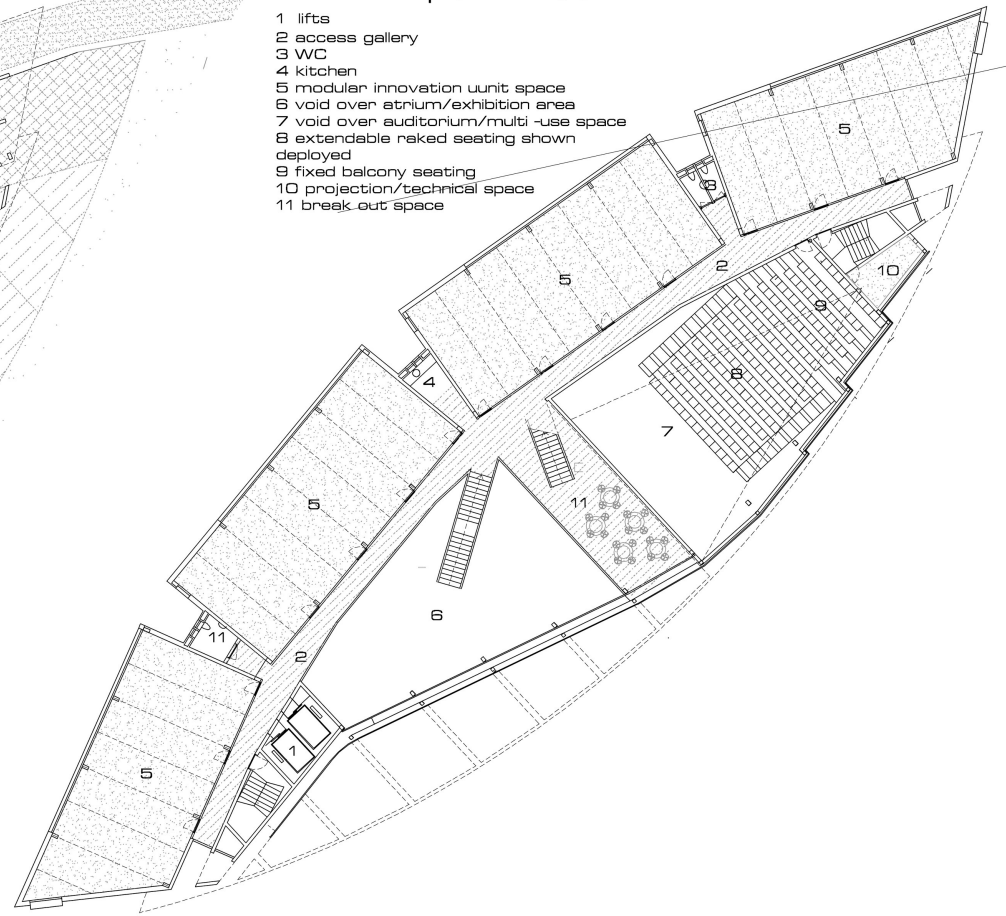 1 lifts
2 access gallery
3 WC
4 kitchen
5 modular innovation uunit space
6 void over atrium/exhibition area
7 void over auditorium/multi -use space
8 extendable raked seating shown
deployed
9 fixed balcony seating
10 projection/technical space
11 break out space
5
3
5
2
10
9
8
4
7
5
11
6
11
2
1
5